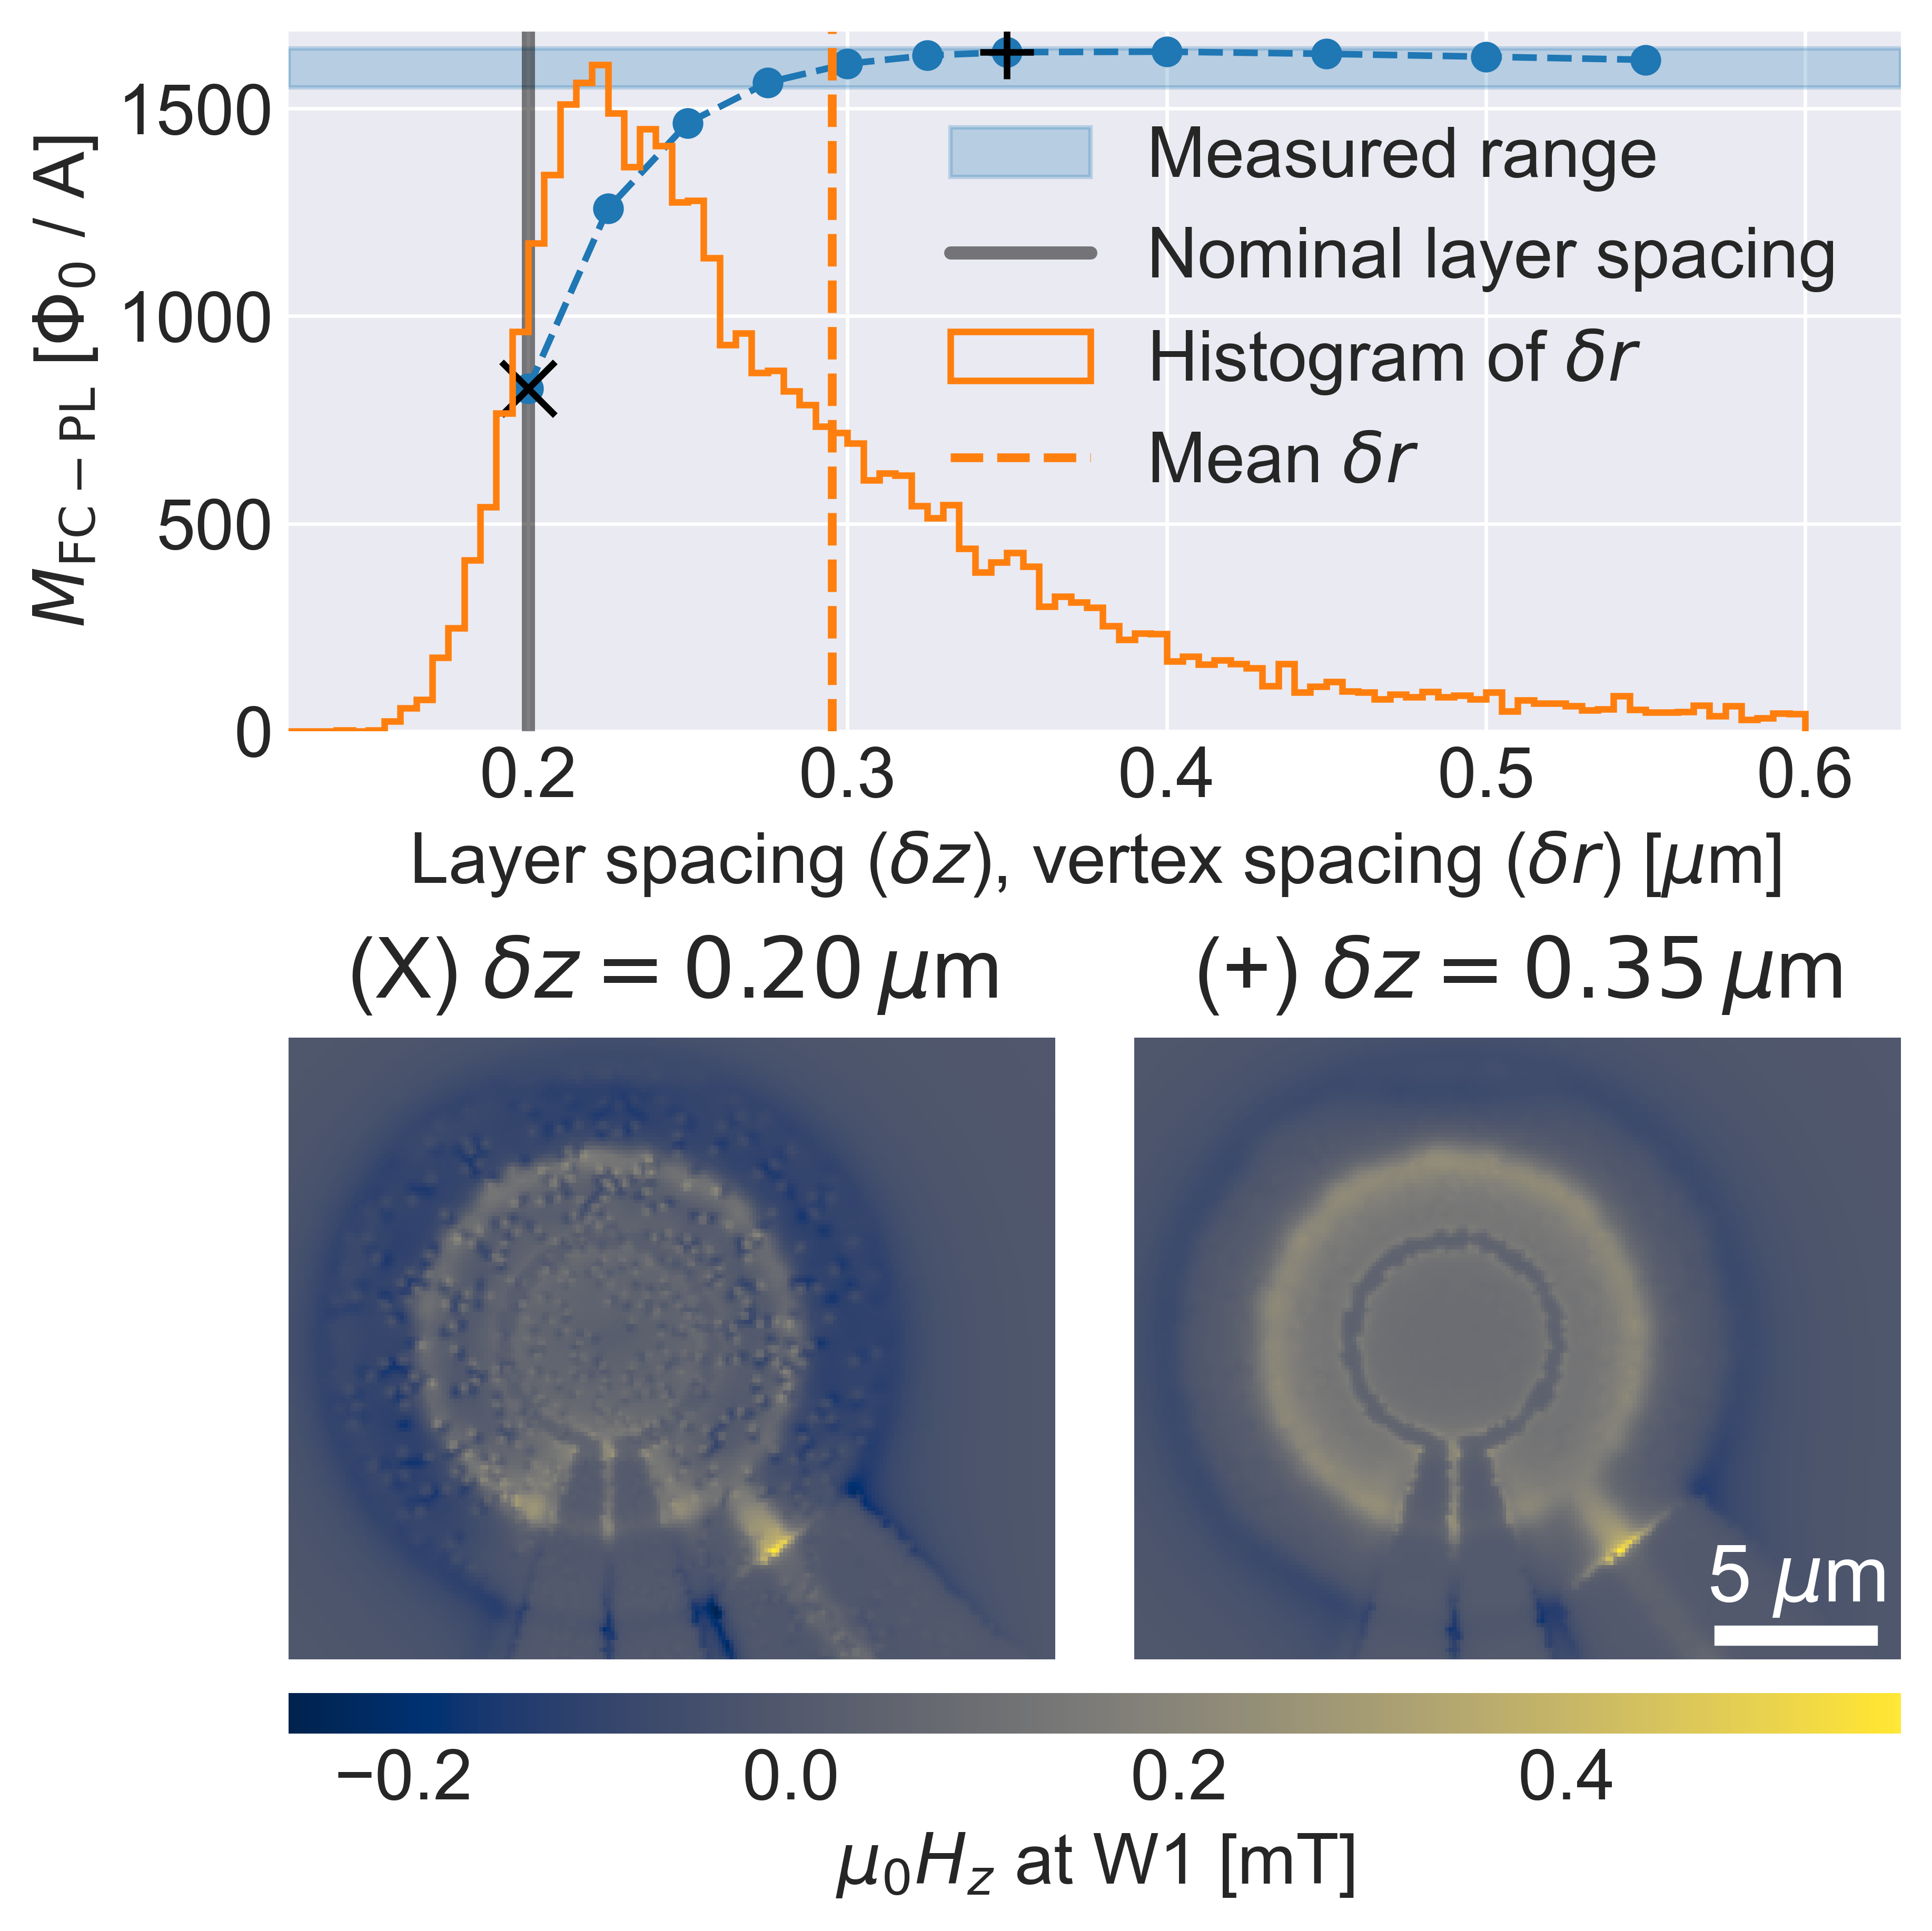 M_FC−PL [Φ₀ / A]
1500
1000
500
0
Measured range
Nominal layer spacing
Histogram of δr
Mean δr
0.2 0.3 0.4 0.5 0.6
Layer spacing (δz), vertex spacing (δr) [μm]
(X) δz = 0.20 μm
(+) δz = 0.35 μm
5 μm
−0.2 0.0 0.2 0.4
μ₀H_z at W1 [mT]